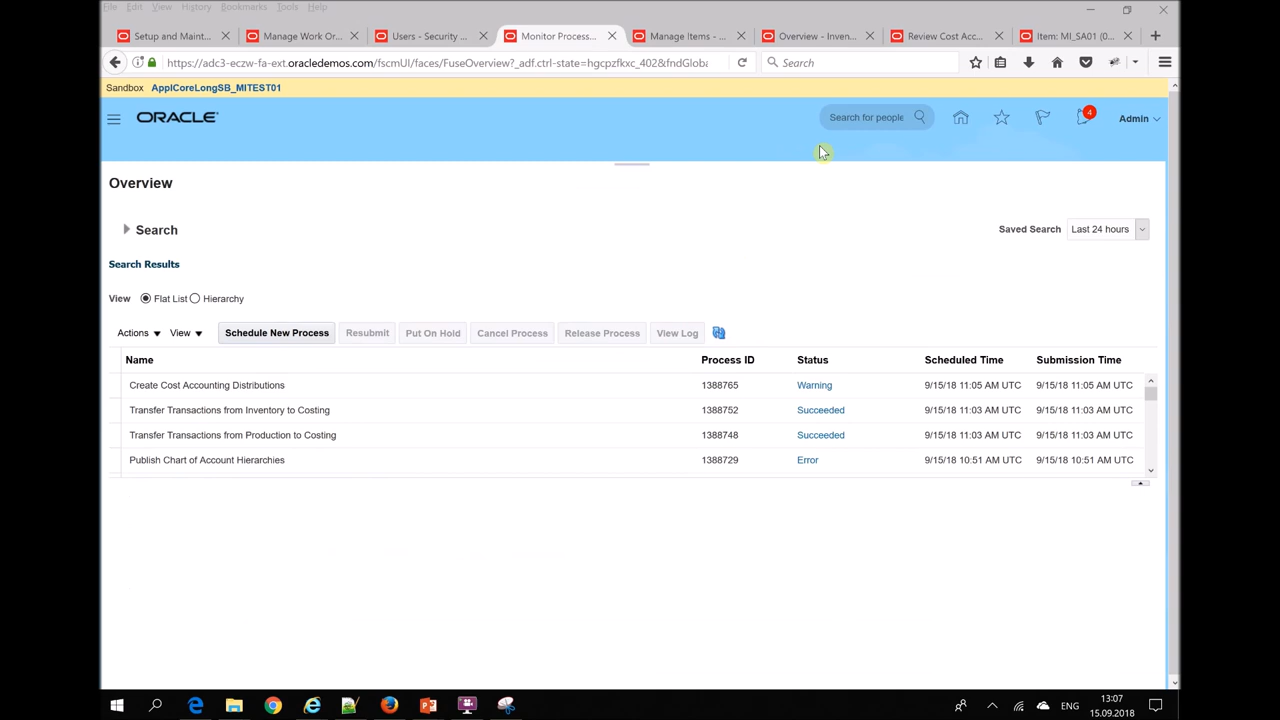 File Edit View History Bookmarks Tools Help
Setup and Maint... Manage Work Or... Users - Security ... Monitor Process... Manage Items - ... Overview - Inven... Review Cost Acc... Item: MI_SA01 (0...
https://adc3-eczw-fa-ext.oracledemos.com/fscmUI/faces/FuseOverview?_adf.ctrl-state=hgcpzfkxc_402&fndGloba Search
Sandbox ApplCoreLongSB_MITEST01
ORACLE® Search for people 4 Admin
Overview
Search Saved Search Last 24 hours
Search Results
View Flat List Hierarchy
Actions View Schedule New Process Resubmit Put On Hold Cancel Process Release Process View Log
Name Process ID Status Scheduled Time Submission Time
Create Cost Accounting Distributions 1388765 Warning 9/15/18 11:05 AM UTC 9/15/18 11:05 AM UTC
Transfer Transactions from Inventory to Costing 1388752 Succeeded 9/15/18 11:03 AM UTC 9/15/18 11:03 AM UTC
Transfer Transactions from Production to Costing 1388748 Succeeded 9/15/18 11:03 AM UTC 9/15/18 11:03 AM UTC
Publish Chart of Account Hierarchies 1388729 Error 9/15/18 10:51 AM UTC 9/15/18 10:51 AM UTC
ENG 13:07
15.09.2018